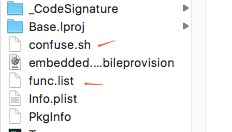 _CodeSignature
Base.lproj
confuse.sh
embedded....bileprovision
func.list
Info.plist
PkgInfo